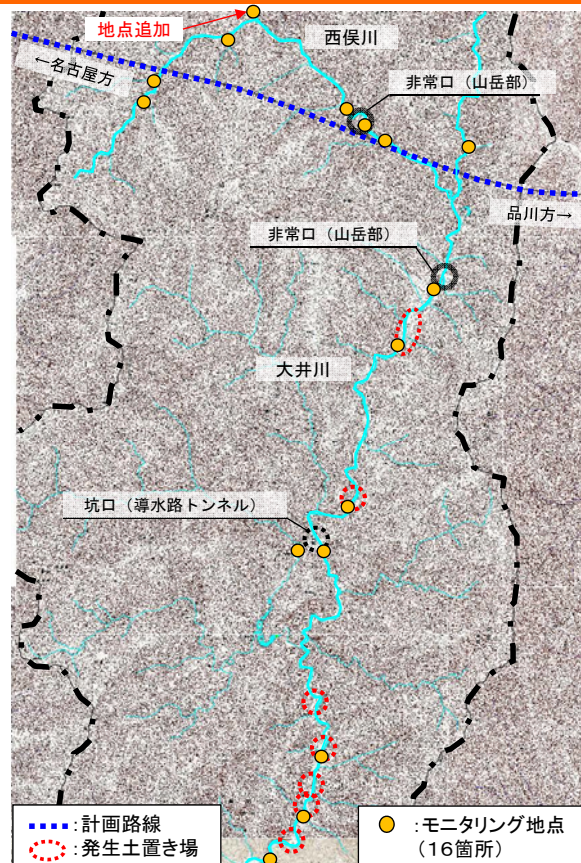 地点追加
西俣川
←名古屋方
非常口（山岳部）
品川方→
非常口（山岳部）
大井川
坑口（導水路トンネル）
:計画路線
:発生土置き場
:モニタリング地点
（16箇所）